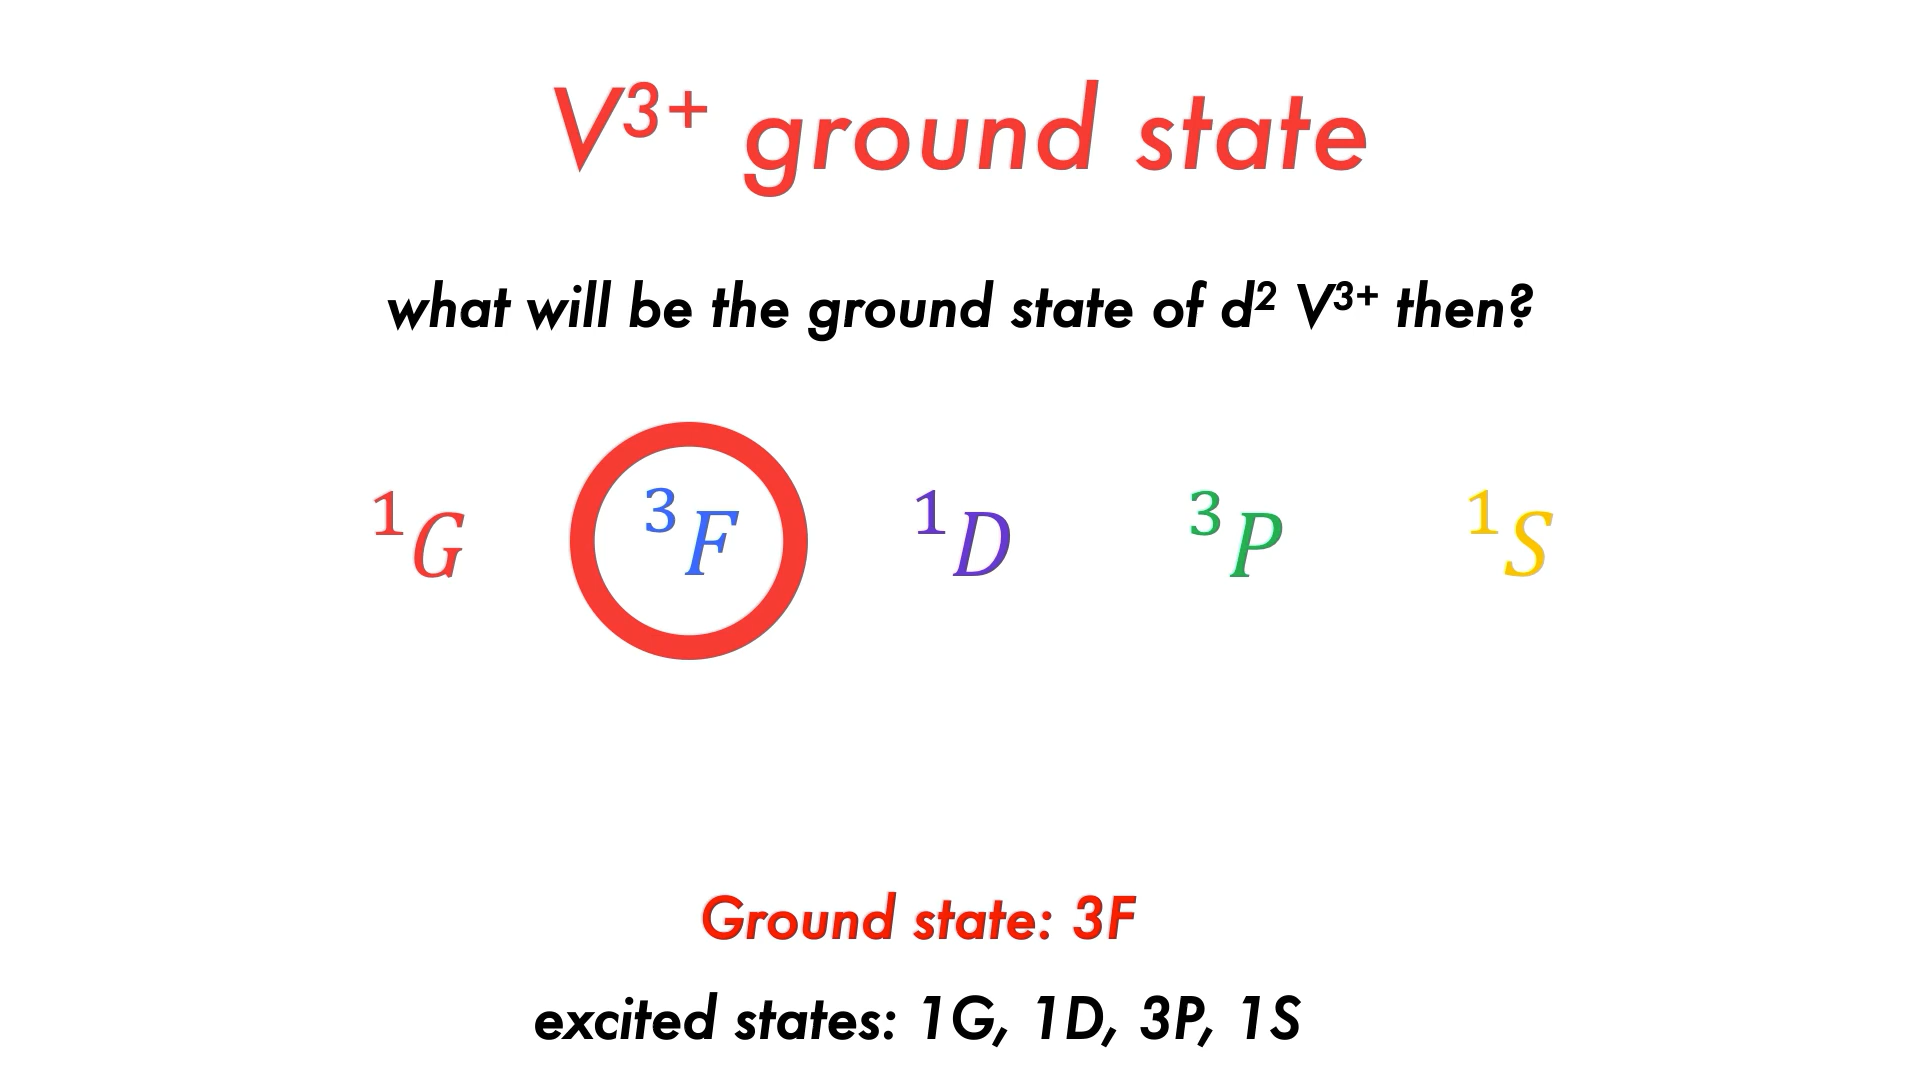 V³⁺ ground state
what will be the ground state of d² V³⁺ then?
¹G ³F ¹D ³P ¹S
Ground state: 3F
excited states: 1G, 1D, 3P, 1S